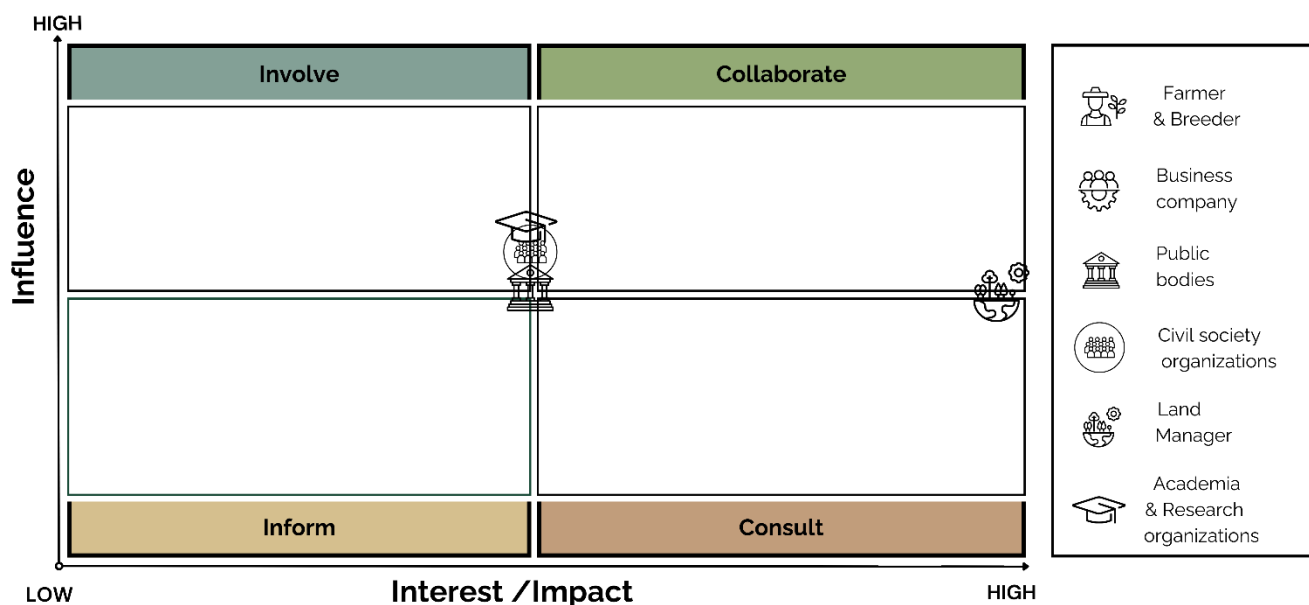 HIGH
Involve
Collaborate
Influence
Inform
Consult
LOW
Interest /Impact
HIGH
Farmer
& Breeder
Business
company
Public
bodies
Civil society
organizations
Land
Manager
Academia
& Research
organizations